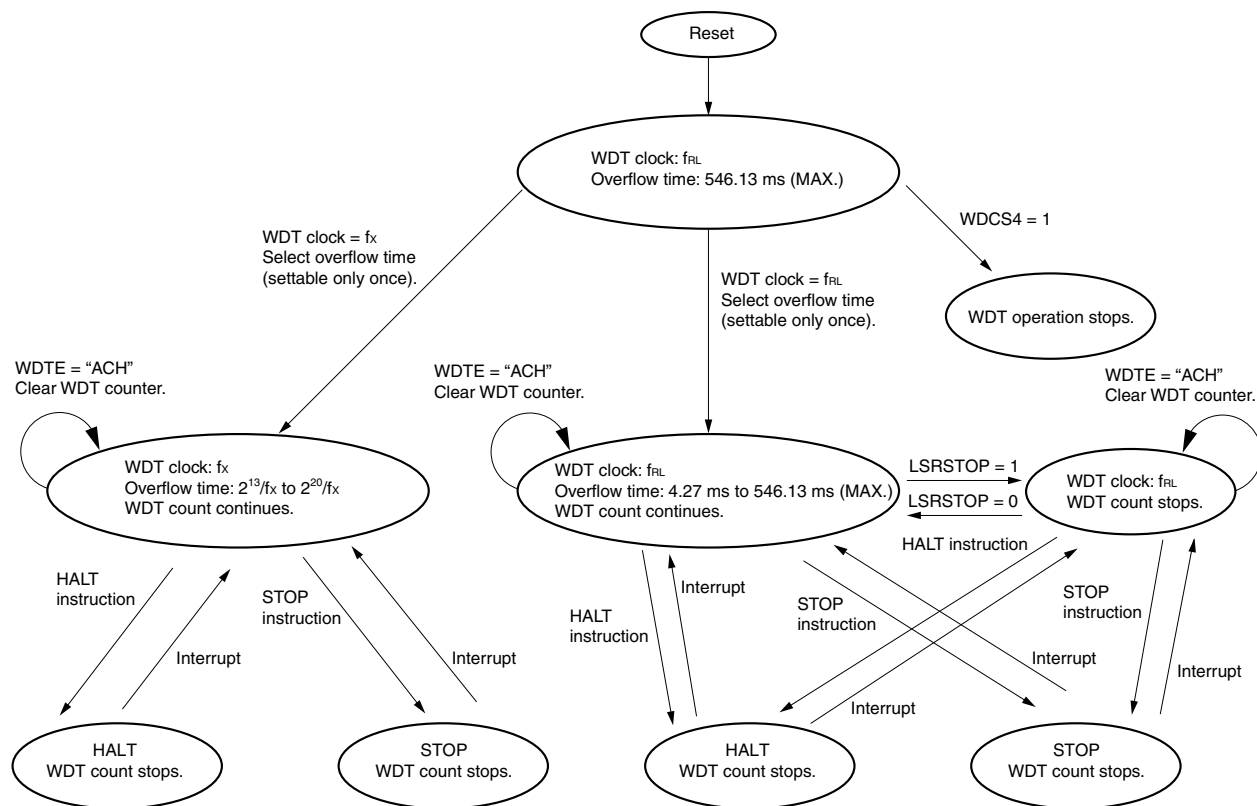 Reset
WDT clock: fRL
Overflow time: 546.13 ms (MAX.)
WDCS4 = 1
WDT clock = fX
Select overflow time
(settable only once).
WDT clock = fRL
Select overflow time
(settable only once).
WDT operation stops.
WDTE = “ACH”
Clear WDT counter.
WDTE = “ACH”
Clear WDT counter.
WDTE = “ACH”
Clear WDT counter.
WDT clock: fX
Overflow time: 2^13/fX to 2^20/fX
WDT count continues.
WDT clock: fRL
Overflow time: 4.27 ms to 546.13 ms (MAX.)
WDT count continues.
LSRSTOP = 1
LSRSTOP = 0
WDT clock: fRL
WDT count stops.
HALT
instruction
STOP
instruction
Interrupt
Interrupt
HALT
instruction
Interrupt
STOP
instruction
HALT instruction
STOP
instruction
Interrupt
Interrupt
Interrupt
HALT
WDT count stops.
STOP
WDT count stops.
HALT
WDT count stops.
STOP
WDT count stops.